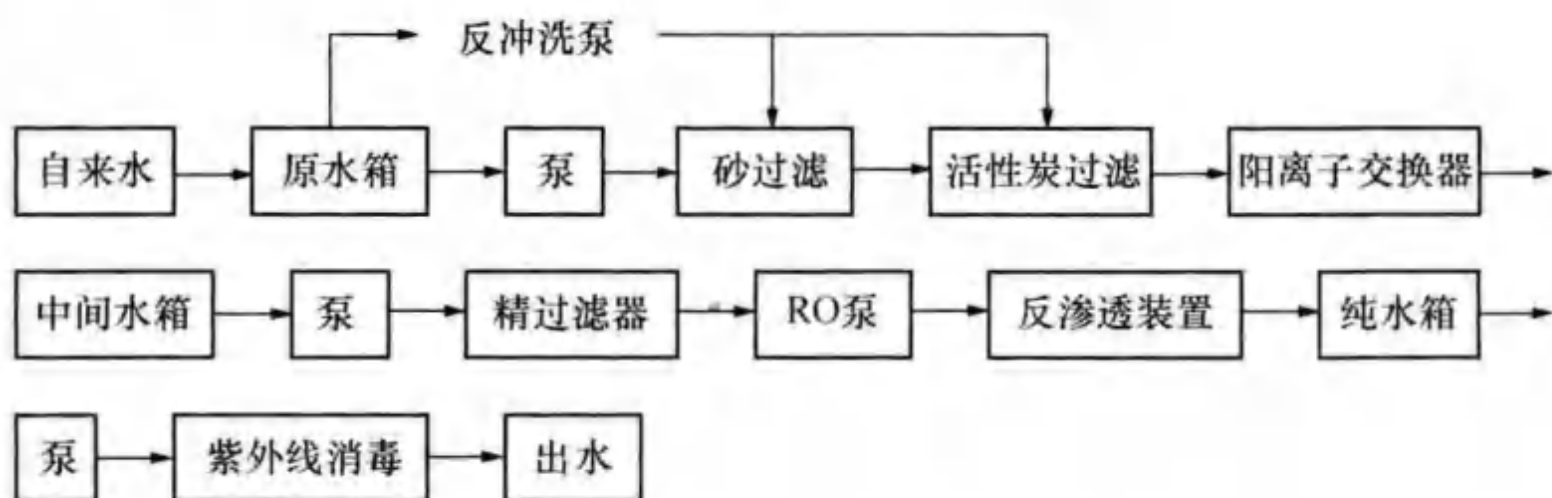 反冲洗泵
自来水 原水箱 泵 砂过滤 活性炭过滤 阳离子交换器
中间水箱 泵 精过滤器 RO泵 反渗透装置 纯水箱
泵 紫外线消毒 出水